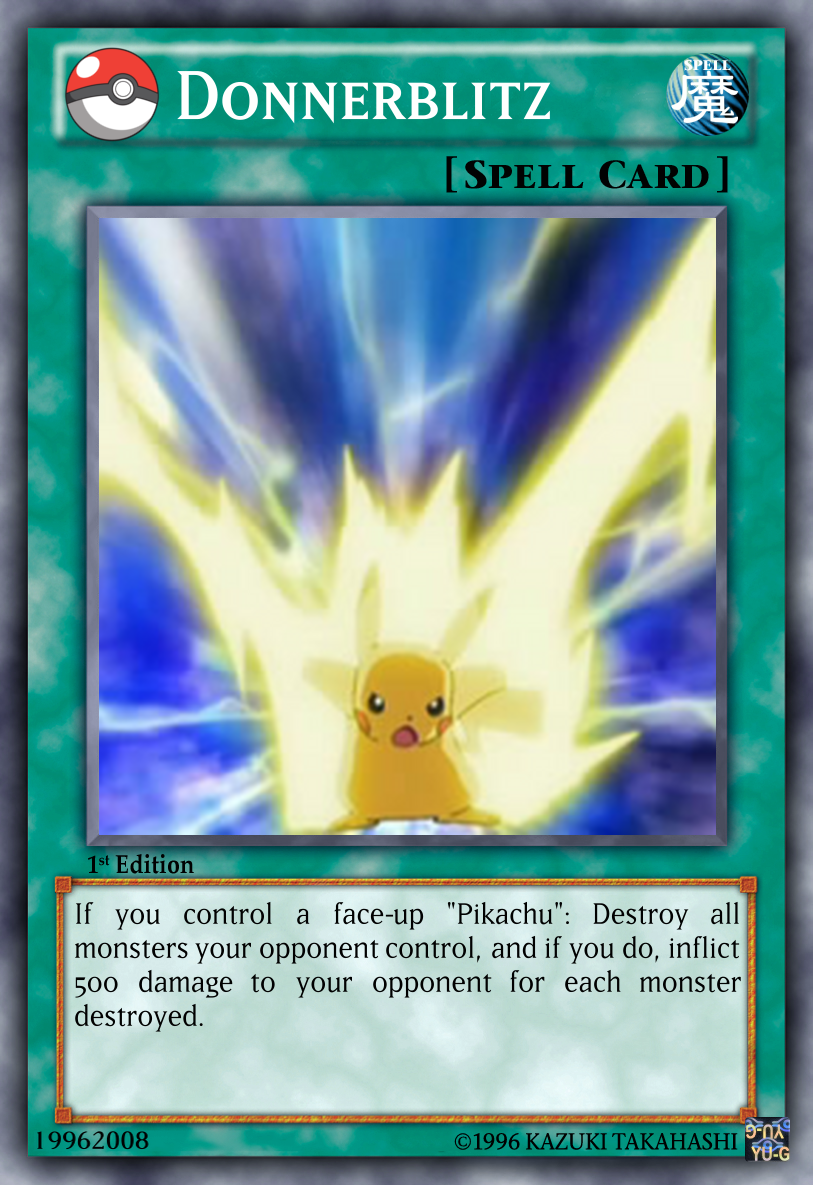 DONNERBLITZ
SPELL
魔
[SPELL CARD]
1st Edition
If you control a face-up "Pikachu": Destroy all
monsters your opponent control, and if you do, inflict
500 damage to your opponent for each monster
destroyed.
19962008
©1996 KAZUKI TAKAHASHI
YU-G
YU-G